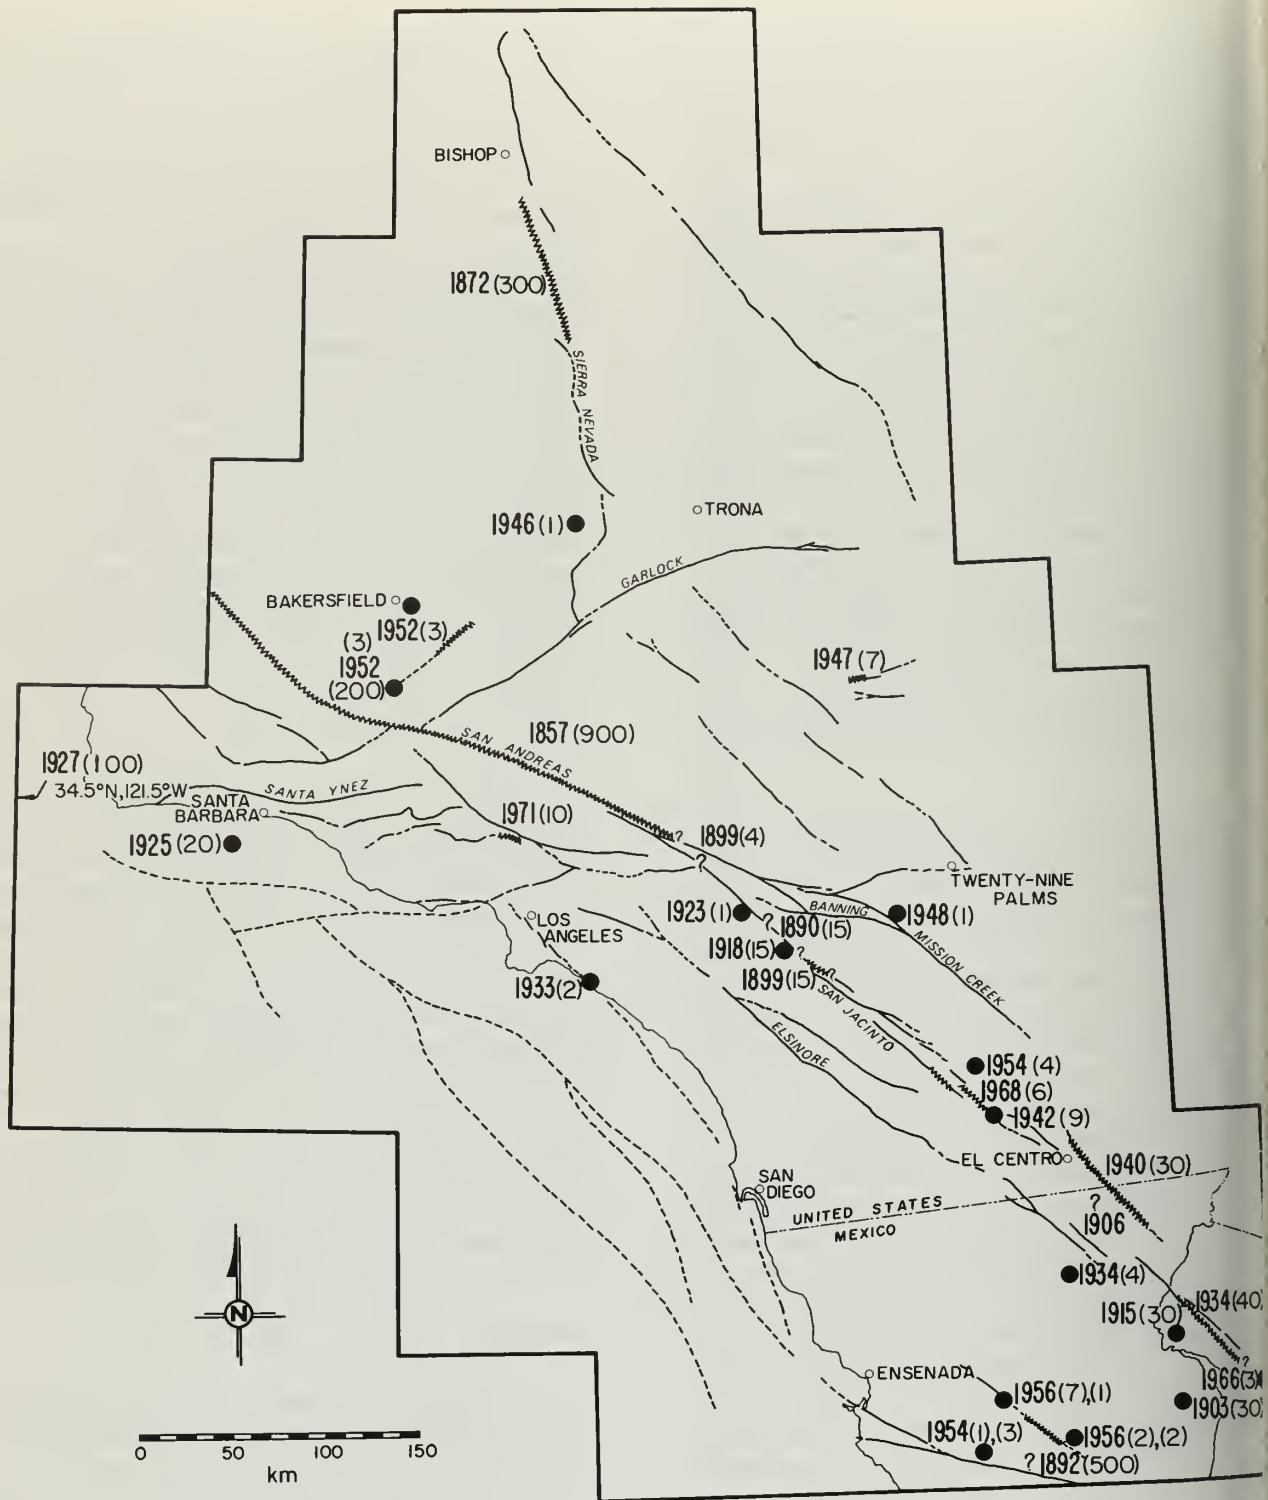 BISHOP
1872 (300)
SIERRA NEVADA
1946 (1)
TRONA
GARLOCK
BAKERSFIELD
1952 (3)
(3)
1952
(200)
1947 (7)
SAN ANDREAS
1857 (900)
1927 (100)
34.5°N, 121.5°W
SANTA YNEZ
SANTA
BARBARA
1971 (10)
?
1899 (4)
1925 (20)
?
TWENTY-NINE
PALMS
BANNING
1923 (1)
1948 (1)
LOS
ANGELES
?
1890 (15)
MISSION CREEK
1918 (15)
?
?
1899 (15)
1933 (2)
SAN JACINTO
ELSINORE
1954 (4)
1968 (6)
1942 (9)
EL CENTRO
1940 (30)
SAN
DIEGO
UNITED STATES
MEXICO
?
1906
1934 (4)
1934 (40)
1915 (30)
N
?
ENSENADA
1966 (3)
1956 (7), (1)
1903 (30)
1954 (1), (3)
1956 (2), (2)
? 1892 (500)
0 50 100 150
km